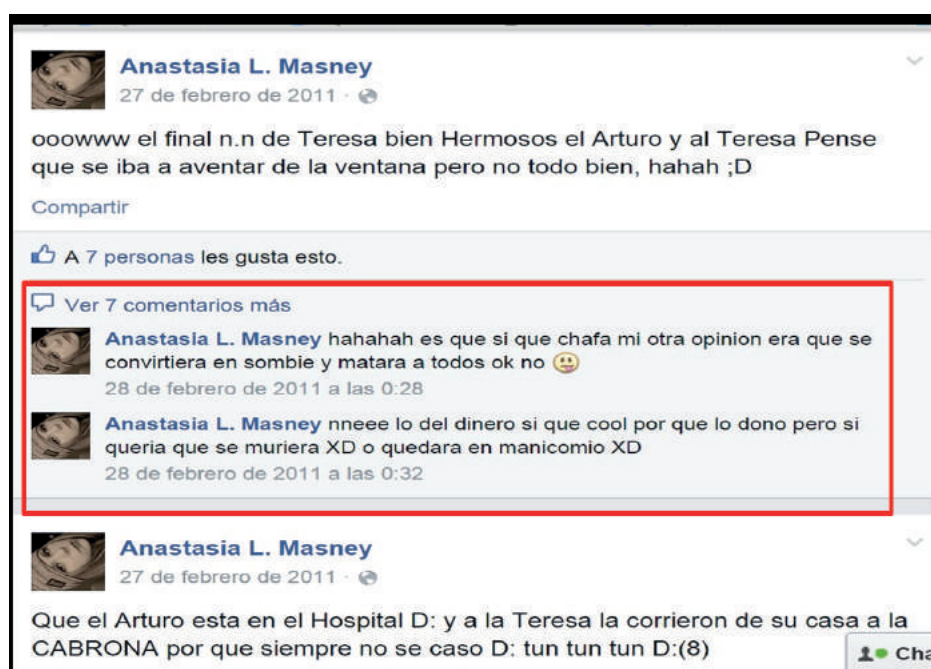 Anastasia L. Masney
27 de febrero de 2011 ·
ooowww el final n.n de Teresa bien Hermosos el Arturo y al Teresa Pense
que se iba a aventar de la ventana pero no todo bien, hahah ;D
Compartir
A 7 personas les gusta esto.
Ver 7 comentarios más
Anastasia L. Masney hahahah es que si que chafa mi otra opinion era que se
convirtiera en sombie y matara a todos ok no
28 de febrero de 2011 a las 0:28
Anastasia L. Masney nneee lo del dinero si que cool por que lo dono pero si
queria que se muriera XD o quedara en manicomio XD
28 de febrero de 2011 a las 0:32
Anastasia L. Masney
27 de febrero de 2011 ·
Que el Arturo esta en el Hospital D: y a la Teresa la corrieron de su casa a la
CABRONA por que siempre no se caso D: tun tun tun D:(8)
Cha